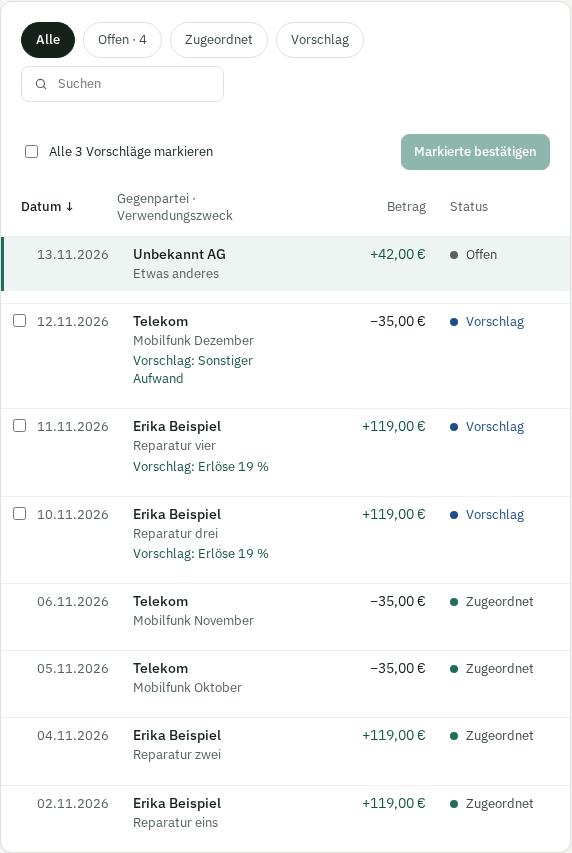 Alle
Offen · 4
Zugeordnet
Vorschlag
Suchen
Alle 3 Vorschläge markieren
Markierte bestätigen
Datum ↓
Gegenpartei ·
Verwendungszweck
Betrag
Status
13.11.2026 Unbekannt AG +42,00 € Offen
Etwas anderes
12.11.2026 Telekom −35,00 € Vorschlag
Mobilfunk Dezember
Vorschlag: Sonstiger
Aufwand
11.11.2026 Erika Beispiel +119,00 € Vorschlag
Reparatur vier
Vorschlag: Erlöse 19 %
10.11.2026 Erika Beispiel +119,00 € Vorschlag
Reparatur drei
Vorschlag: Erlöse 19 %
06.11.2026 Telekom −35,00 € Zugeordnet
Mobilfunk November
05.11.2026 Telekom −35,00 € Zugeordnet
Mobilfunk Oktober
04.11.2026 Erika Beispiel +119,00 € Zugeordnet
Reparatur zwei
02.11.2026 Erika Beispiel +119,00 € Zugeordnet
Reparatur eins